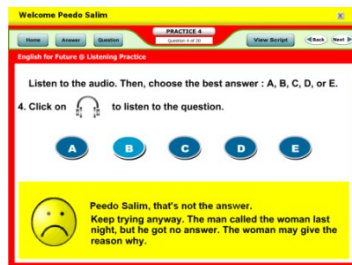 Welcome Peedo Salim
X
Home
Answer
Question
PRACTICE 4
Question 4 of 30
View Script
Back
Next
English for Future @ Listening Practice
Listen to the audio. Then, choose the best answer : A, B, C, D, or E.
4. Click on to listen to the question.
A B C D E
Peedo Salim, that's not the answer.
Keep trying anyway. The man called the woman last
night, but he got no answer. The woman may give the
reason why.